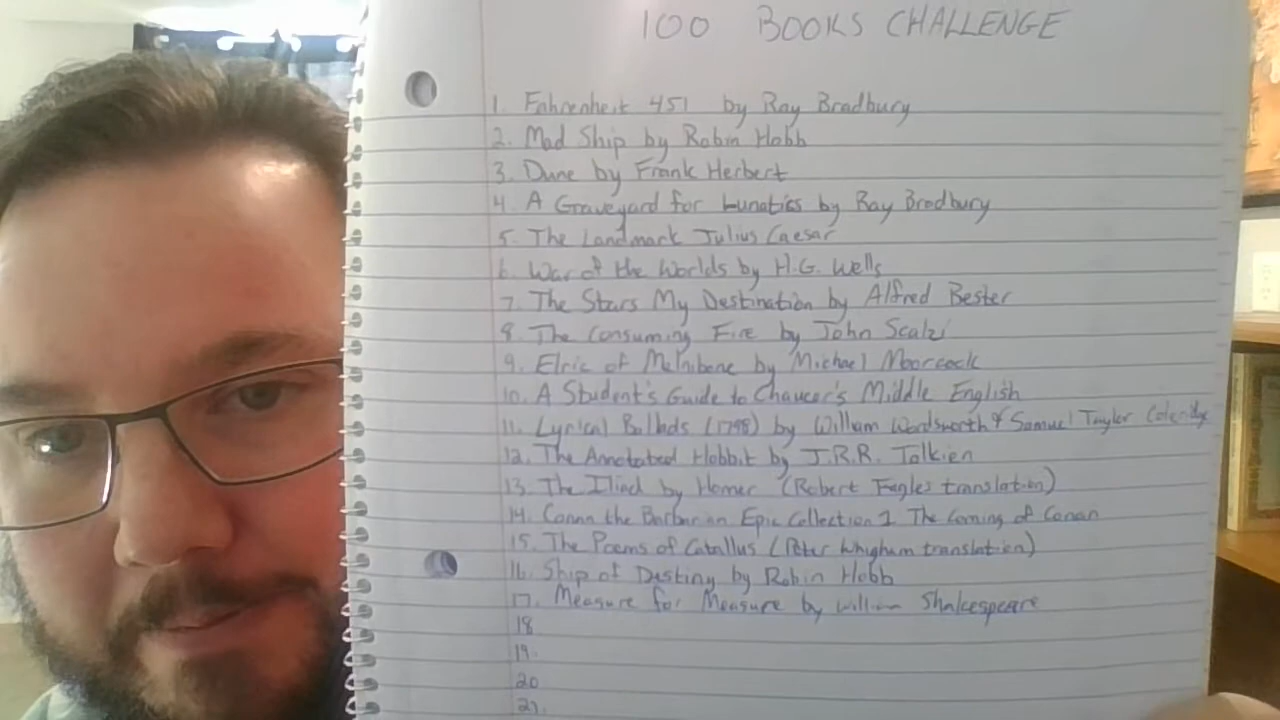 100 BOOKS CHALLENGE
1. Fahrenheit 451 by Ray Bradbury
2. Mad Ship by Robin Hobb
3. Dune by Frank Herbert
4. A Graveyard for Lunatics by Ray Bradbury
5. The Landmark Julius Caesar
6. War of the Worlds by H.G. Wells
7. The Stars My Destination by Alfred Bester
8. The Consuming Fire by John Scalzi
9. Elric of Melnibone by Michael Moorcock
10. A Student's Guide to Chaucer's Middle English
11. Lyrical Ballads (1798) by William Wordsworth & Samuel Taylor Coleridge
12. The Annotated Hobbit by J.R.R. Tolkien
13. The Iliad by Homer (Robert Fagles translation)
14. Conan the Barbarian Epic Collection 1 The Coming of Conan
15. The Poems of Catullus (Peter Whigham translation)
16. Ship of Destiny by Robin Hobb
17. Measure for Measure by William Shakespeare
18
19.
20
21.